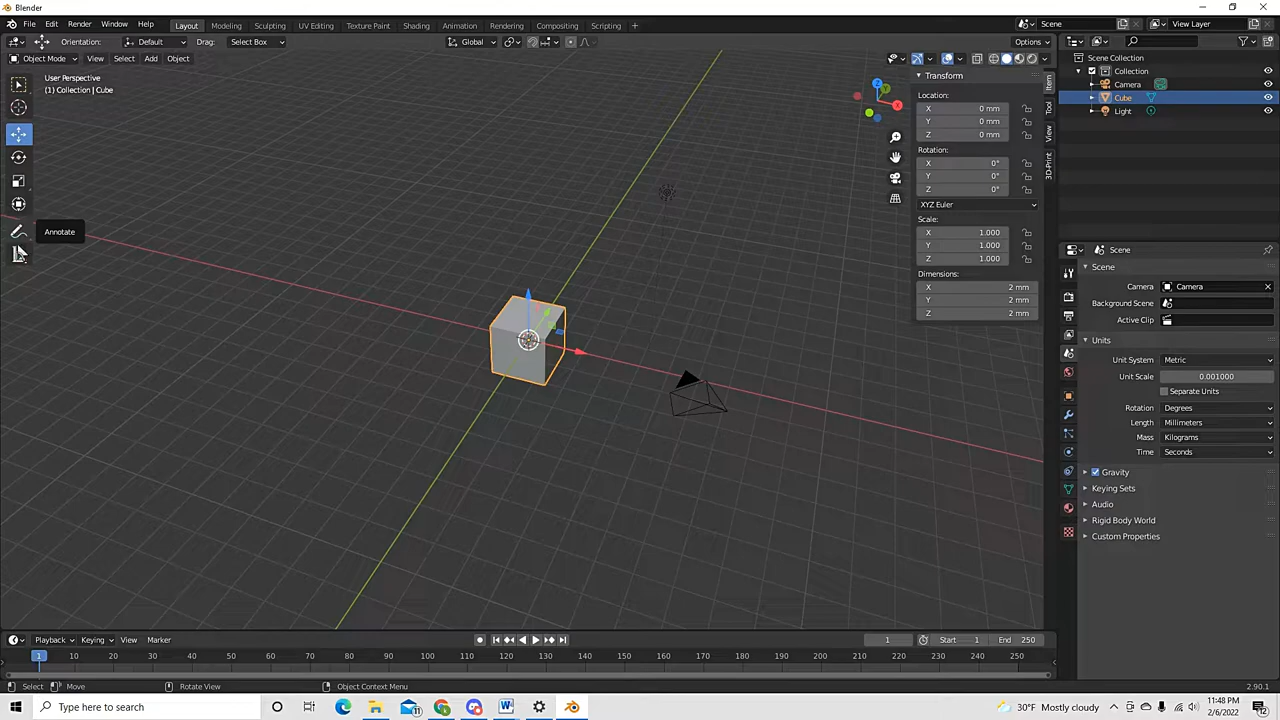 Blender
File Edit Render Window Help Layout Modeling Sculpting UV Editing Texture Paint Shading Animation Rendering Compositing Scripting + Scene View Layer
Orientation: Default Drag: Select Box Global Options
Object Mode View Select Add Object
User Perspective
(1) Collection | Cube
Annotate
Z
Y
X
Transform
Location:
X 0 mm
Y 0 mm
Z 0 mm
Rotation:
X 0°
Y 0°
Z 0°
XYZ Euler
Scale:
X 1.000
Y 1.000
Z 1.000
Dimensions:
X 2 mm
Y 2 mm
Z 2 mm
Item
Tool
View
3D-Print
Scene Collection
Collection
Camera
Cube
Light
Scene
Scene
Camera Camera
Background Scene
Active Clip
Units
Unit System Metric
Unit Scale 0.001000
Separate Units
Rotation Degrees
Length Millimeters
Mass Kilograms
Time Seconds
Gravity
Keying Sets
Audio
Rigid Body World
Custom Properties
Playback Keying View Marker 1 Start 1 End 250
1 10 20 30 40 50 60 70 80 90 100 110 120 130 140 150 160 170 180 190 200 210 220 230 240 250
Select Move Rotate View Object Context Menu 2.90.1
Type here to search
30°F Mostly cloudy
11:48 PM
2/6/2022